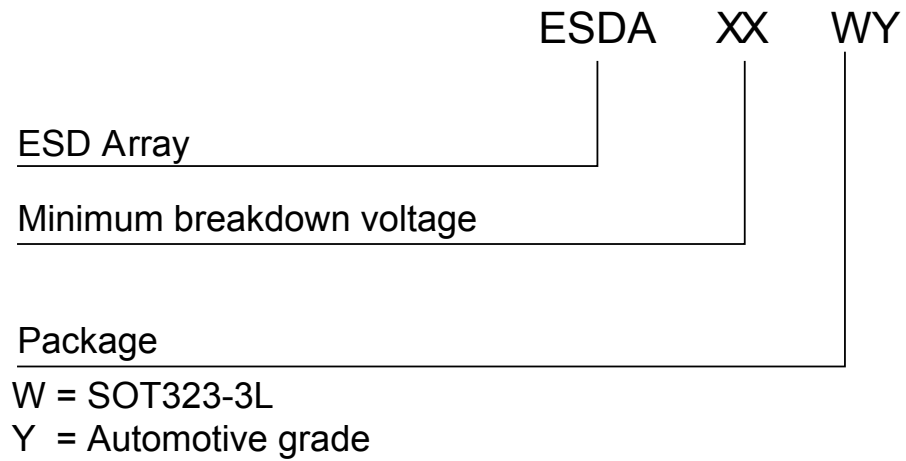 ESDA XX WY
ESD Array
Minimum breakdown voltage
Package
W = SOT323-3L
Y = Automotive grade